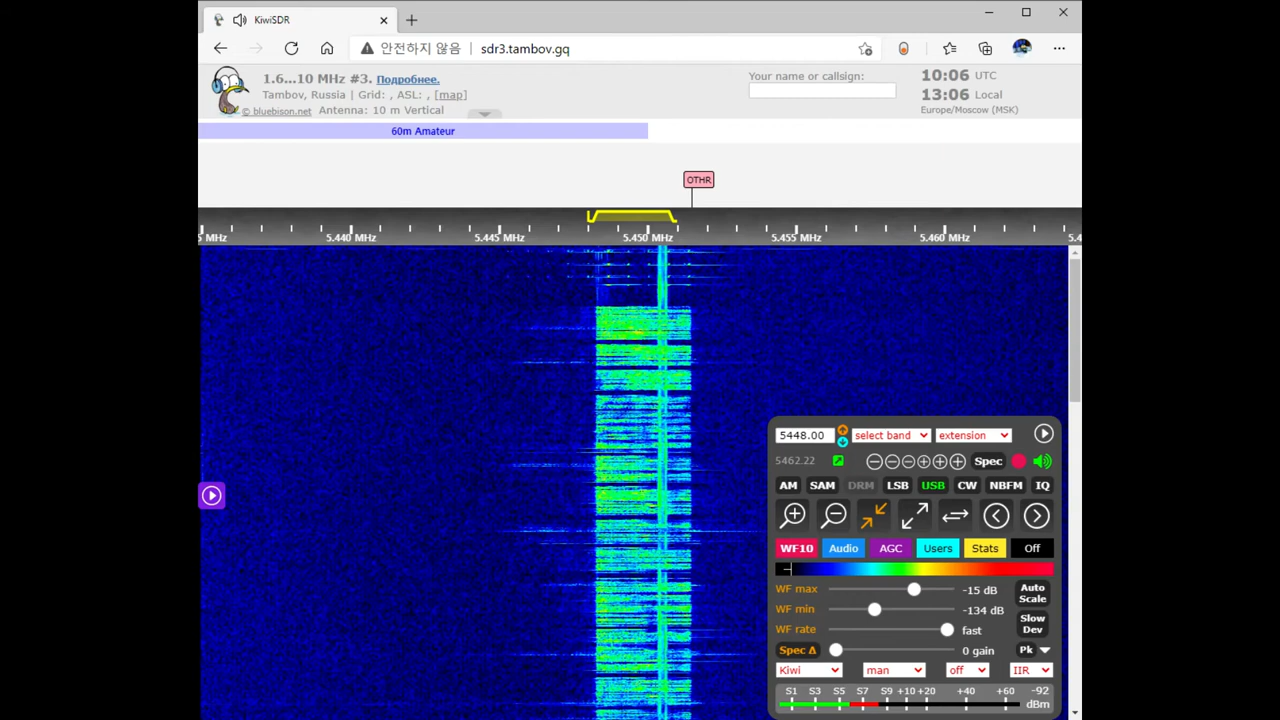 KiwiSDR
안전하지 않음 | sdr3.tambov.gq
1.6...10 MHz #3. Подробнее.
Tambov, Russia | Grid: , ASL: , [map]
© bluebison.net Antenna: 10 m Vertical
Your name or callsign:
10:06 UTC
13:06 Local
Europe/Moscow (MSK)
60m Amateur
OTHR
5 MHz 5.440 MHz 5.445 MHz 5.450 MHz 5.455 MHz 5.460 MHz 5.4
5448.00 select band extension
5462.22 Spec
AM SAM DRM LSB USB CW NBFM IQ
WF10 Audio AGC Users Stats Off
WF max -15 dB Auto Scale
WF min -134 dB
WF rate fast Slow Dev
Spec Δ 0 gain Pk
Kiwi man off IIR
S1 S3 S5 S7 S9 +10 +20 +40 +60 -92
dBm